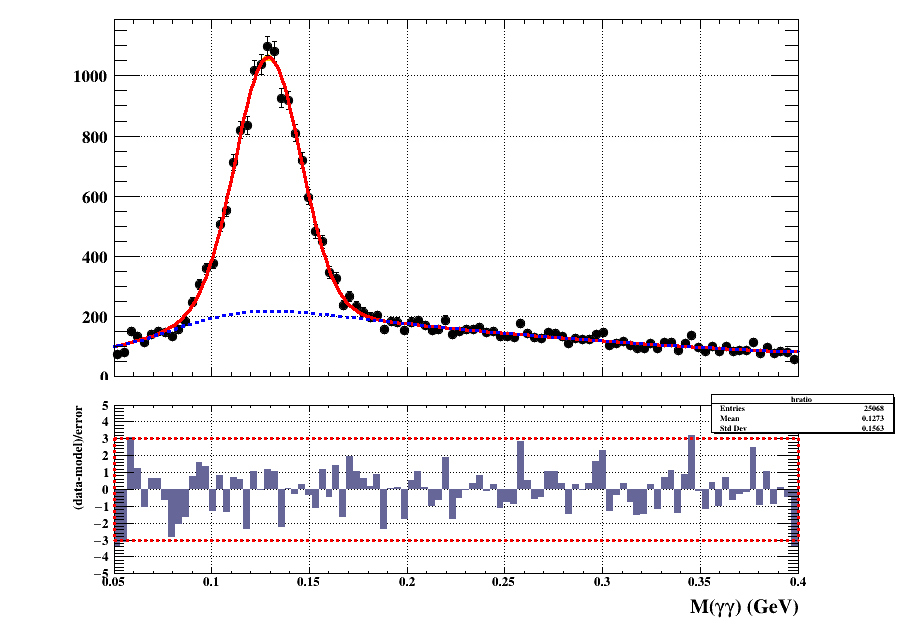 1000
800
600
400
200
0
(data-model)/error
5
4
3
2
1
0
−1
−2
−3
−4
−5
hratio
Entries 25068
Mean 0.1273
Std Dev 0.1563
0.05 0.1 0.15 0.2 0.25 0.3 0.35 0.4
M(γγ) (GeV)